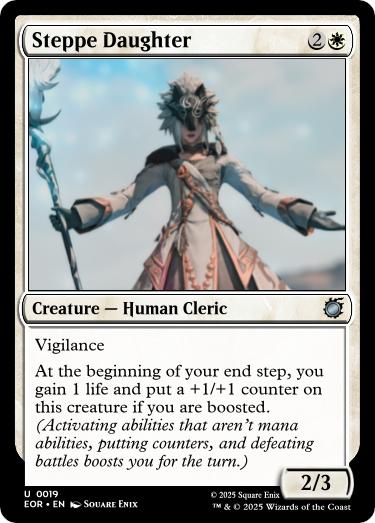 Steppe Daughter 2
Creature — Human Cleric
Vigilance
At the beginning of your end step, you
gain 1 life and put a +1/+1 counter on
this creature if you are boosted.
(Activating abilities that aren't mana
abilities, putting counters, and defeating
battles boosts you for the turn.)
2/3
U 0019
EOR • EN Square Enix
© 2025 Square Enix
™ & © 2025 Wizards of the Coast